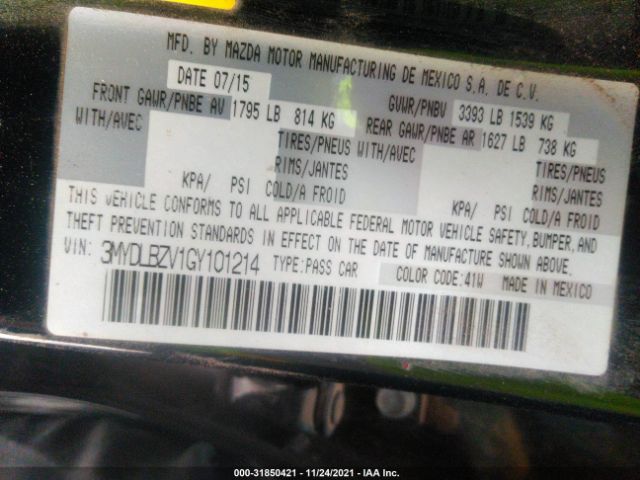 MFD. BY MAZDA MOTOR MANUFACTURING DE MEXICO S.A. DE C.V.
DATE 07/15
FRONT GAWR/PNBE AV 1795 LB 814 KG
WITH/AVEC
TIRES/PNEUS
RIMS/JANTES
KPA/ PSI COLD/A FROID
GVWR/PNBV 3393 LB 1539 KG
REAR GAWR/PNBE AR 1627 LB 738 KG
WITH/AVEC
TIRES/PNEUS
RIMS/JANTES
KPA/ PSI COLD/A FROID
THIS VEHICLE CONFORMS TO ALL APPLICABLE FEDERAL MOTOR VEHICLE SAFETY, BUMPER, AND
THEFT PREVENTION STANDARDS IN EFFECT ON THE DATE OF MANUFACTURE SHOWN ABOVE.
VIN: 3MYDLBZV1GY101214 TYPE:PASS CAR COLOR CODE:41W MADE IN MEXICO
000-31850421 - 11/24/2021 - IAA Inc.